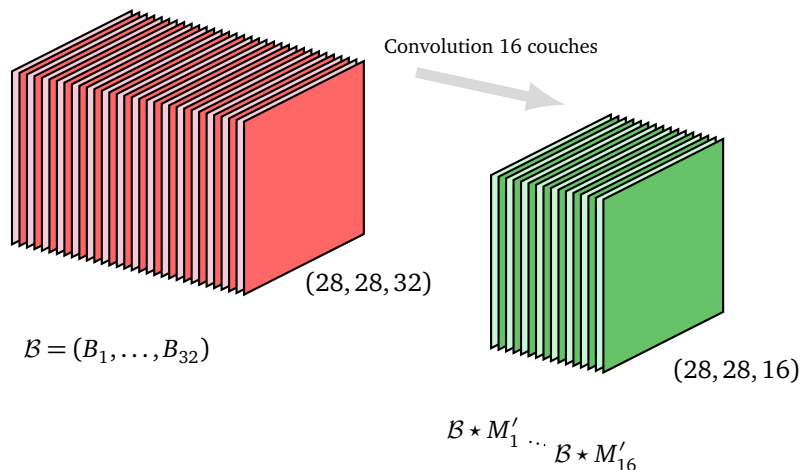 Convolution 16 couches
(28, 28, 32)
ℬ = (B₁, . . . , B₃₂)
(28, 28, 16)
ℬ ⋆ M′₁ ... ℬ ⋆ M′₁₆